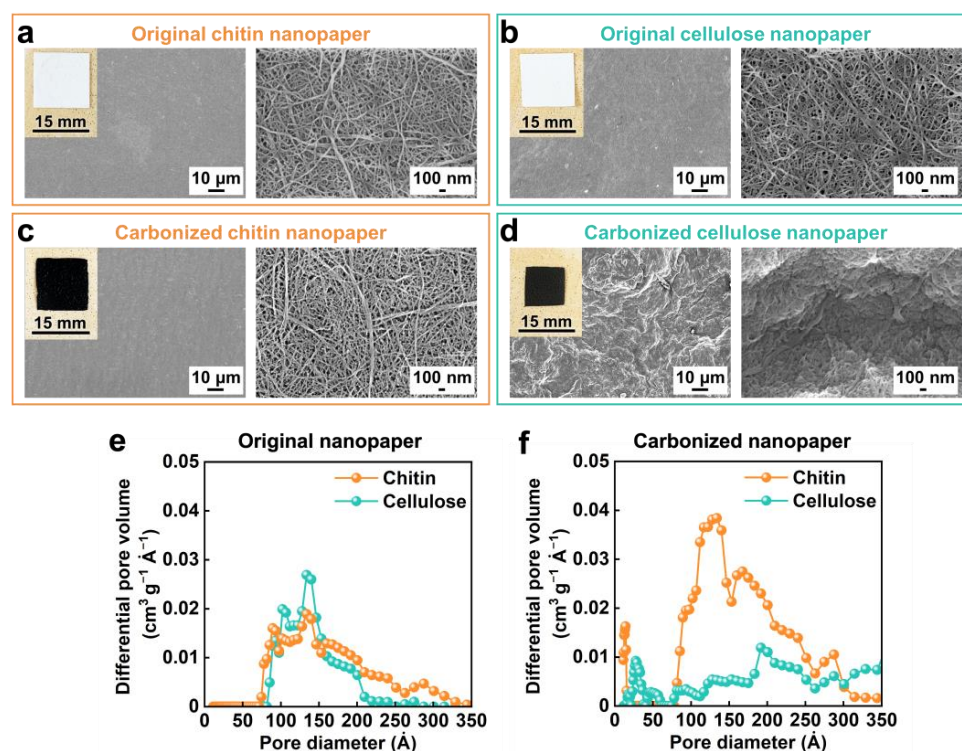 a
Original chitin nanopaper
15 mm
10 µm
100 nm
b
Original cellulose nanopaper
15 mm
10 µm
100 nm
c
Carbonized chitin nanopaper
15 mm
10 µm
100 nm
d
Carbonized cellulose nanopaper
15 mm
10 µm
100 nm
e
Original nanopaper
Differential pore volume
(cm³ g⁻¹ Å⁻¹)
0.05
0.04
0.03
0.02
0.01
0
Chitin
Cellulose
0 50 100 150 200 250 300 350
Pore diameter (Å)
f
Carbonized nanopaper
Differential pore volume
(cm³ g⁻¹ Å⁻¹)
0.05
0.04
0.03
0.02
0.01
0
Chitin
Cellulose
0 50 100 150 200 250 300 350
Pore diameter (Å)